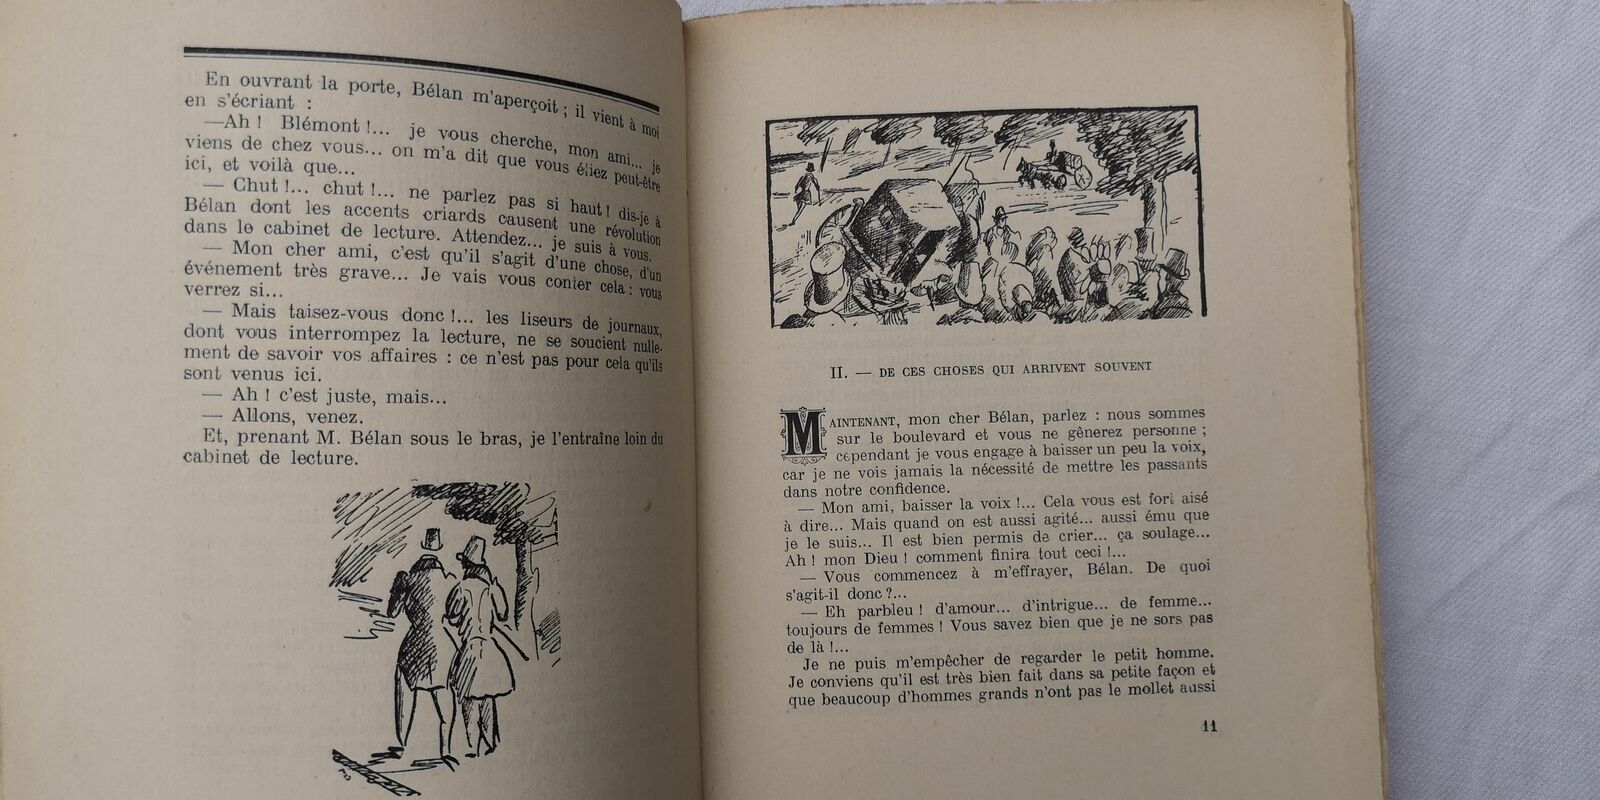 En ouvrant la porte, Bélan m'aperçoit ; il vient à moi
en s'écriant :
—Ah ! Blémont !... je vous cherche, mon ami... je
viens de chez vous... on m'a dit que vous étiez peut-être
ici, et voilà que...
— Chut !... chut !... ne parlez pas si haut ! dis-je à
Bélan dont les accents criards causent une révolution
dans le cabinet de lecture. Attendez... je suis à vous.
— Mon cher ami, c'est qu'il s'agit d'une chose, d'un
événement très grave... Je vais vous conter cela : vous
verrez si...
— Mais taisez-vous donc !... les liseurs de journaux,
dont vous interrompez la lecture, ne se soucient nulle-
ment de savoir vos affaires : ce n'est pas pour cela qu'ils
sont venus ici.
— Ah ! c'est juste, mais...
— Allons, venez.
Et, prenant M. Bélan sous le bras, je l'entraîne loin du
cabinet de lecture.
II. — DE CES CHOSES QUI ARRIVENT SOUVENT
MAINTENANT, mon cher Bélan, parlez : nous sommes
sur le boulevard et vous ne gênerez personne ;
cependant je vous engage à baisser un peu la voix,
car je ne vois jamais la nécessité de mettre les passants
dans notre confidence.
— Mon ami, baisser la voix !... Cela vous est fort aisé
à dire... Mais quand on est aussi agité... aussi ému que
je le suis... Il est bien permis de crier... ça soulage...
Ah ! mon Dieu ! comment finira tout ceci !...
— Vous commencez à m'effrayer, Bélan. De quoi
s'agit-il donc ?...
— Eh parbleu ! d'amour... d'intrigue... de femme...
toujours de femmes ! Vous savez bien que je ne sors pas
de là !...
Je ne puis m'empêcher de regarder le petit homme.
Je conviens qu'il est très bien fait dans sa petite façon et
que beaucoup d'hommes grands n'ont pas le mollet aussi
11